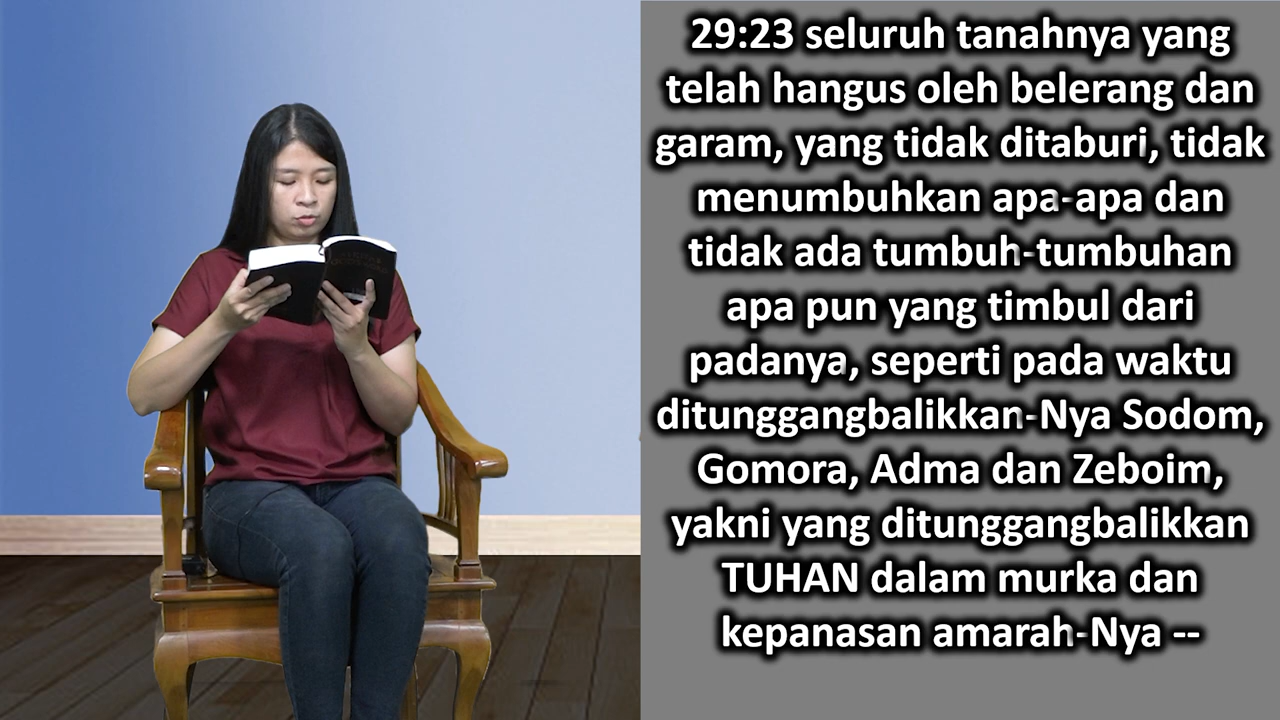 29:23 seluruh tanahnya yang
telah hangus oleh belerang dan
garam, yang tidak ditaburi, tidak
menumbuhkan apa-apa dan
tidak ada tumbuh-tumbuhan
apa pun yang timbul dari
padanya, seperti pada waktu
ditunggangbalikkan-Nya Sodom,
Gomora, Adma dan Zeboim,
yakni yang ditunggangbalikkan
TUHAN dalam murka dan
kepanasan amarah-Nya --